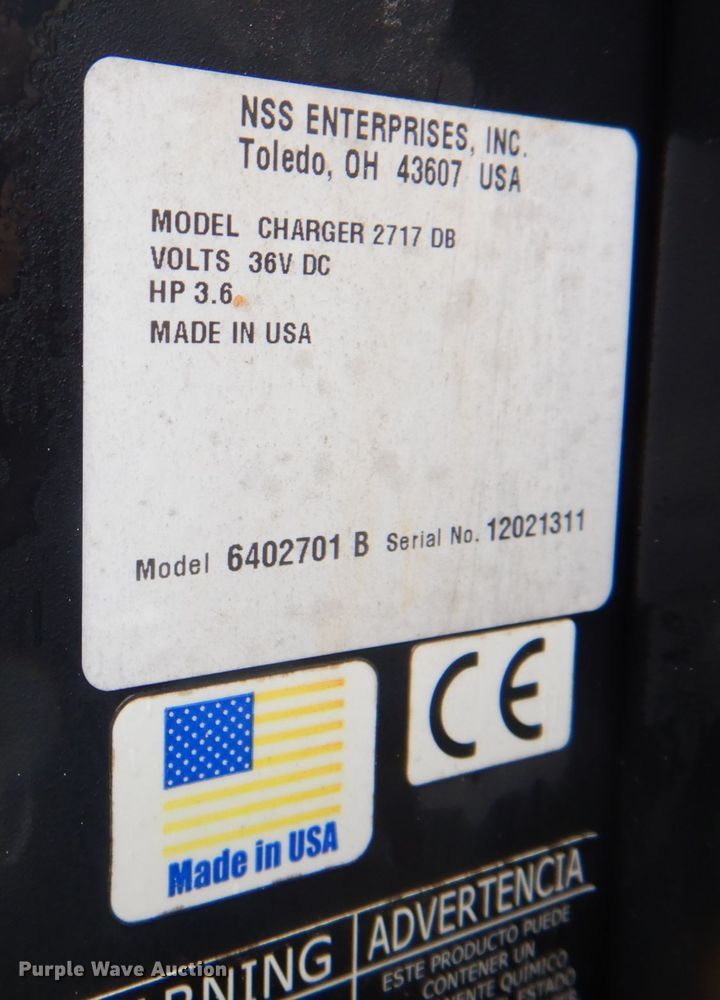 NSS ENTERPRISES, INC.
Toledo, OH 43607 USA
MODEL CHARGER 2717 DB
VOLTS 36V DC
HP 3.6
MADE IN USA
Model 6402701 B Serial No. 12021311
CE
Made in USA
ADVERTENCIA
ESTE PRODUCTO PUEDE
CONTENER UN
QUIMICO
ESTADO
Purple Wave Auction